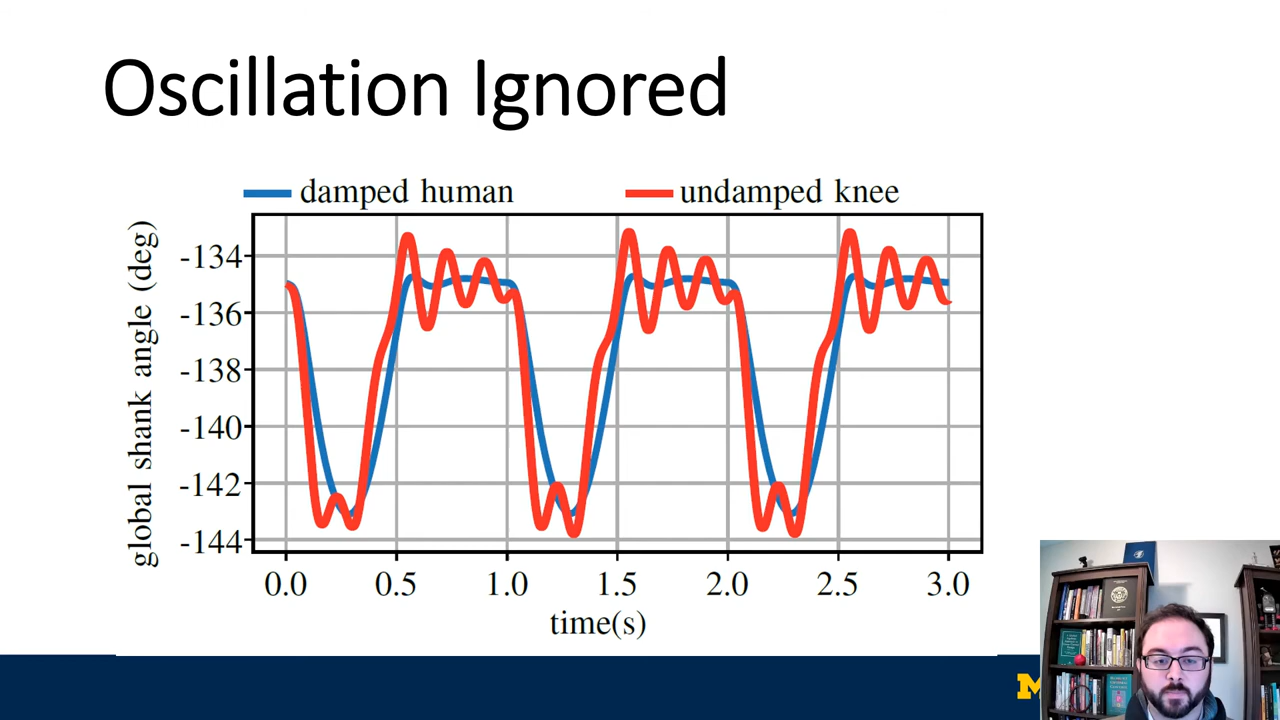 Oscillation Ignored
damped human
undamped knee
global shank angle (deg)
-134
-136
-138
-140
-142
-144
0.0 0.5 1.0 1.5 2.0 2.5 3.0
time(s)
M